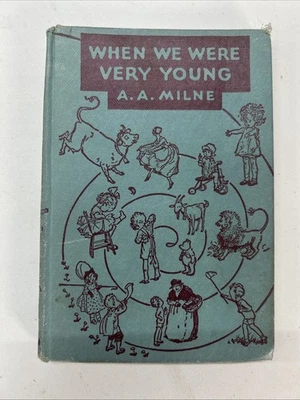 WHEN WE WERE
VERY YOUNG
A. A. MILNE